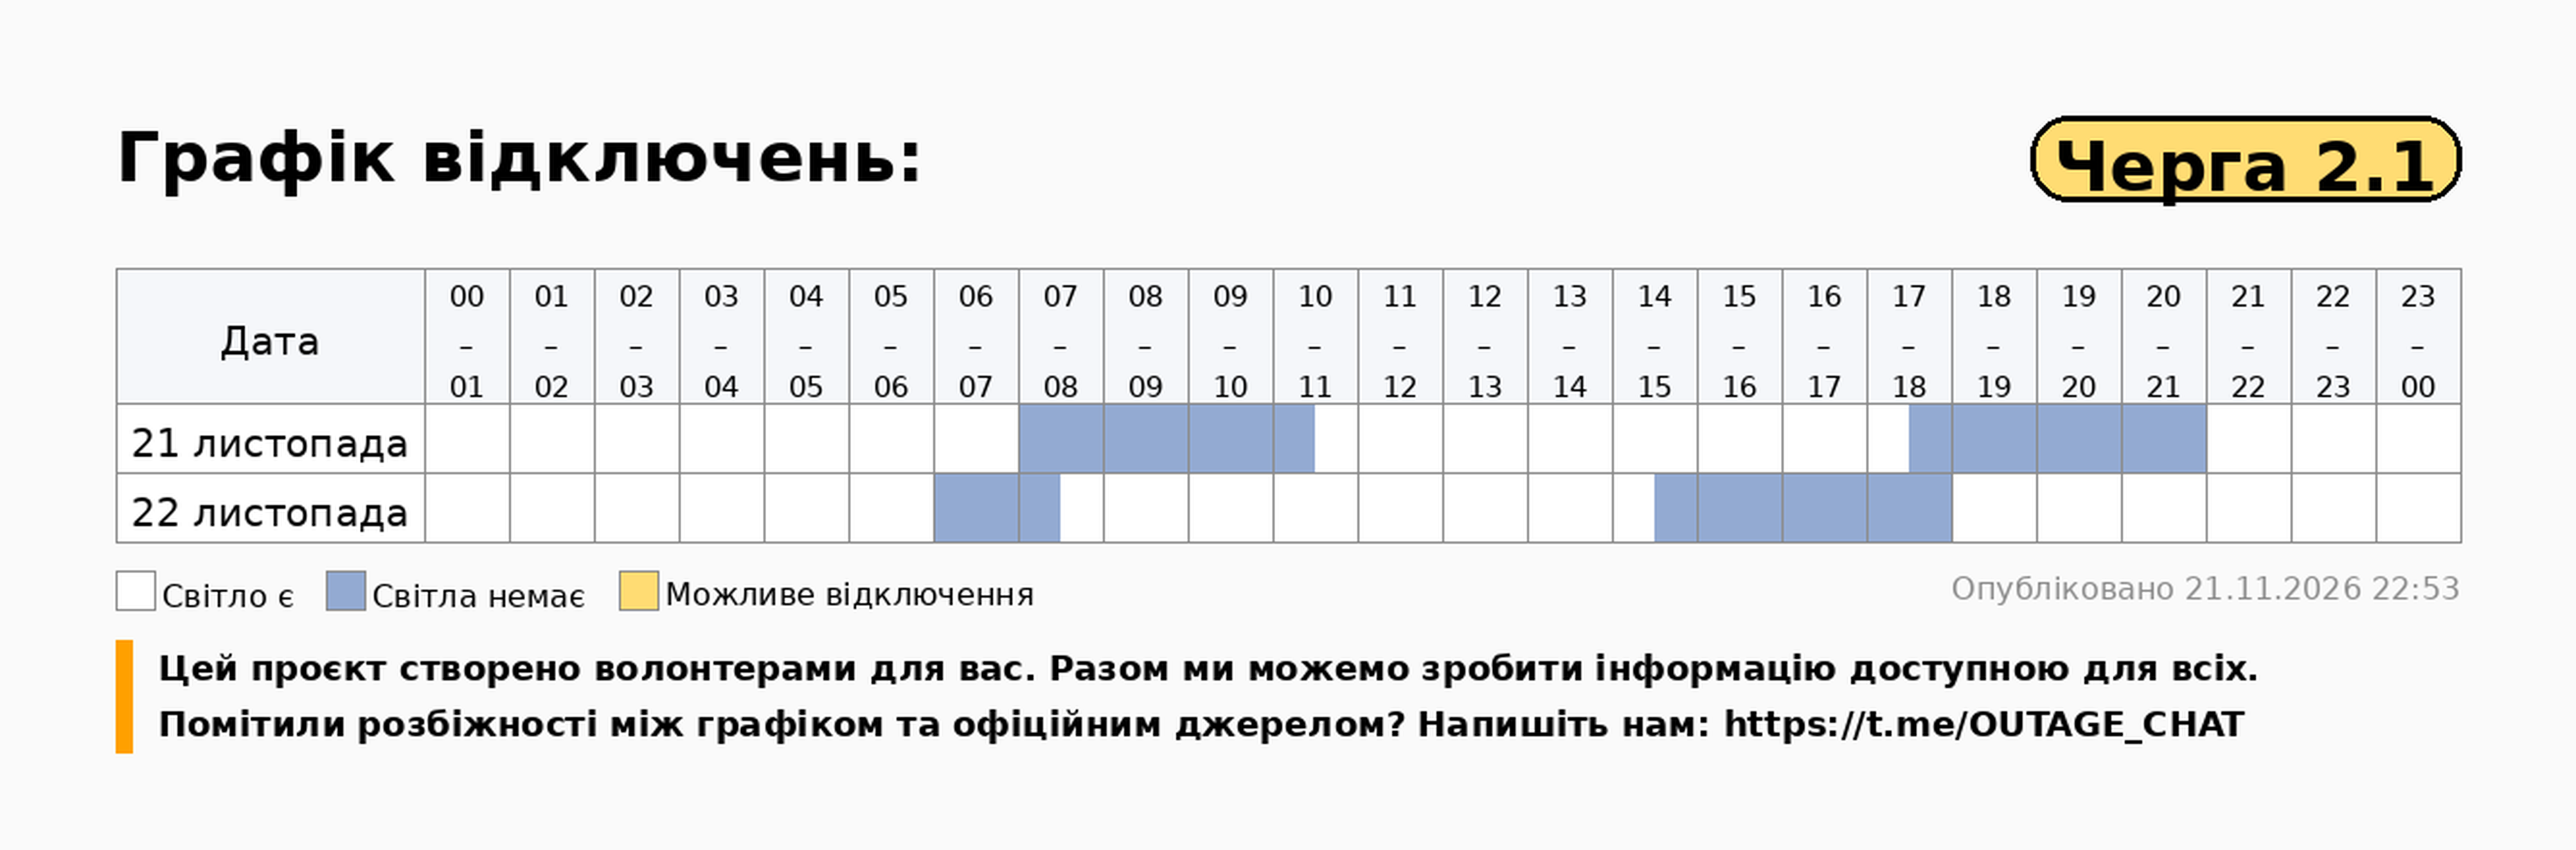 Графік відключень:
Черга 2.1
Дата
00 – 01
01 – 02
02 – 03
03 – 04
04 – 05
05 – 06
06 – 07
07 – 08
08 – 09
09 – 10
10 – 11
11 – 12
12 – 13
13 – 14
14 – 15
15 – 16
16 – 17
17 – 18
18 – 19
19 – 20
20 – 21
21 – 22
22 – 23
23 – 00
21 листопада
22 листопада
Світло є
Світла немає
Можливе відключення
Опубліковано 21.11.2026 22:53
Цей проєкт створено волонтерами для вас. Разом ми можемо зробити інформацію доступною для всіх.
Помітили розбіжності між графіком та офіційним джерелом? Напишіть нам: https://t.me/OUTAGE_CHAT